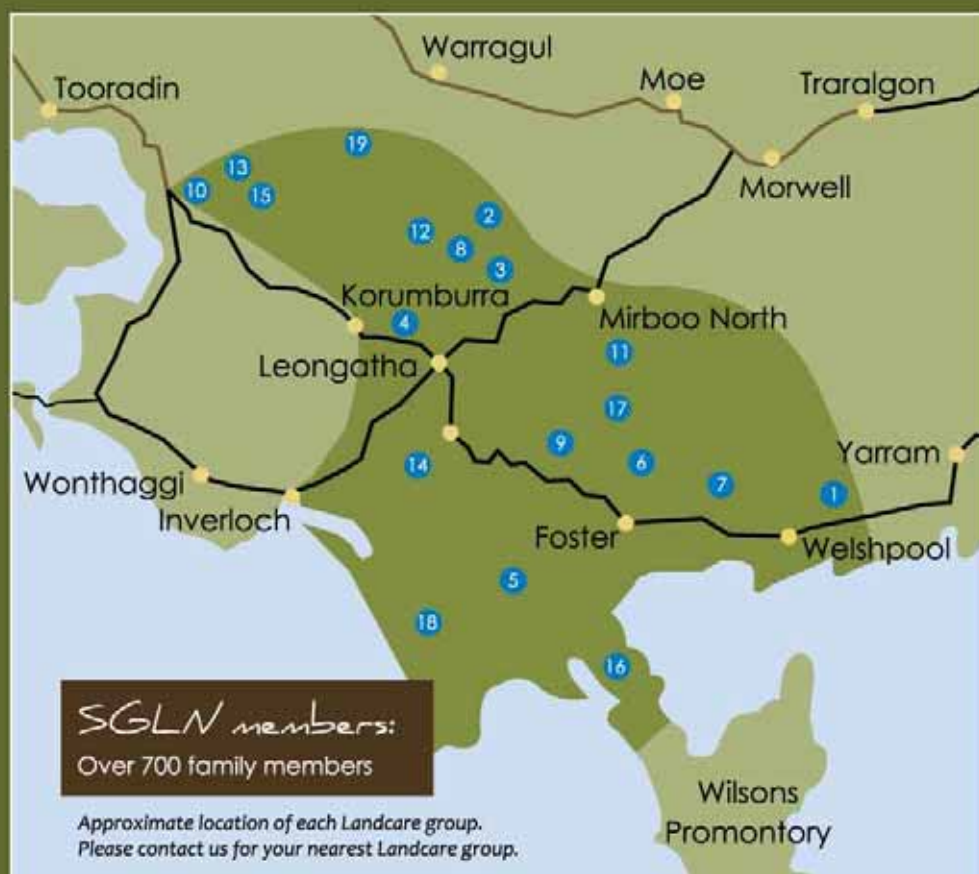 Warragul
Tooradin
Moe
Traralgon
Morwell
19
13
10
15
2
12
8
3
Korumburra
Mirboo North
4
Leongatha
11
17
9
14
6
7
1
Yarram
Wonthaggi
Inverloch
Foster
Welshpool
5
18
16
SGLN members:
Over 700 family members
Wilsons
Promontory
Approximate location of each Landcare group.
Please contact us for your nearest Landcare group.